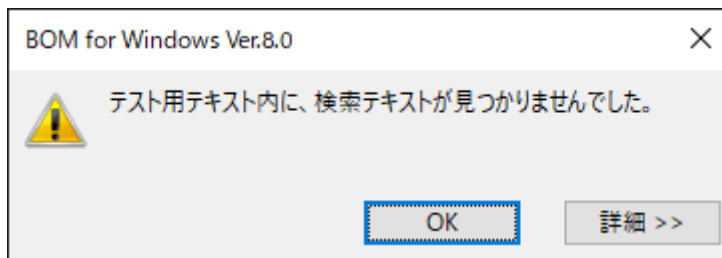 BOM for Windows Ver.8.0
テスト用テキスト内に、検索テキストが見つかりませんでした。
OK
詳細 >>